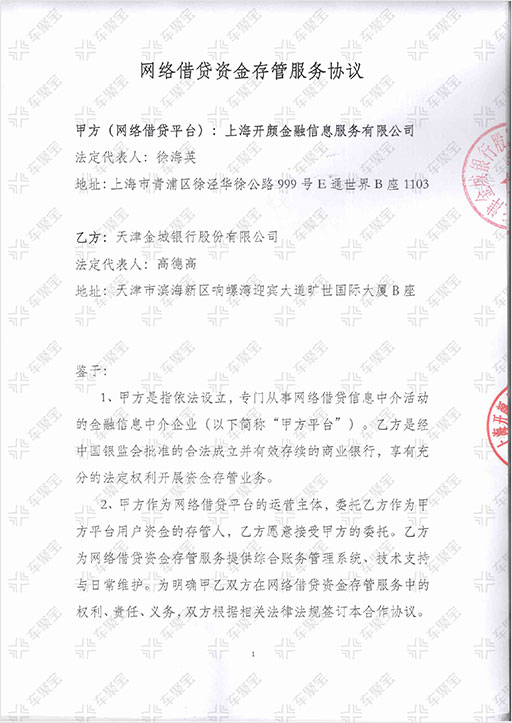 网络借贷资金存管服务协议
甲方（网络借贷平台）：上海开颜金融信息服务有限公司
法定代表人：徐海英
地址：上海市青浦区徐泾华徐公路 999 号 E 通世界 B 座 1103
乙方：天津金城银行股份有限公司
法定代表人：高德高
地址：天津市滨海新区响螺湾迎宾大道旷世国际大厦 B 座
鉴于：
1、甲方是指依法设立，专门从事网络借贷信息中介活动
的金融信息中介企业（以下简称“甲方平台”）。乙方是经
中国银监会批准的合法成立并有效存续的商业银行，享有充
分的法定权利开展资金存管业务。
2、甲方作为网络借贷平台的运营主体，委托乙方作为甲
方平台用户资金的存管人，乙方愿意接受甲方的委托。乙方
为网络借贷资金存管服务提供综合账务管理系统、技术支持
与日常维护。为明确甲乙双方在网络借贷资金存管服务中的
权利、责任、义务，双方根据相关法律法规签订本合作协议。
1
津金城银行股
上海开颜
车聚宝